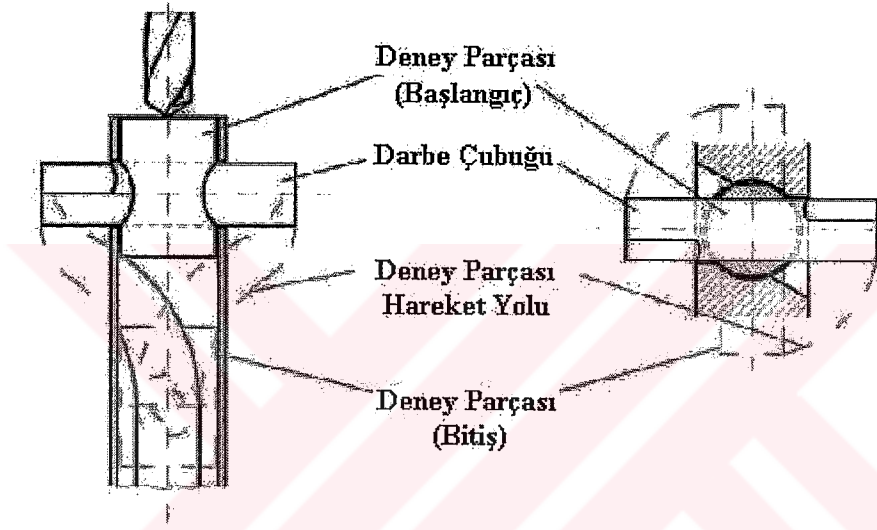 Deney Parçası
(Başlangıç)
Darbe Çubuğu
Deney Parçası
Hareket Yolu
Deney Parçası
(Bitiş)